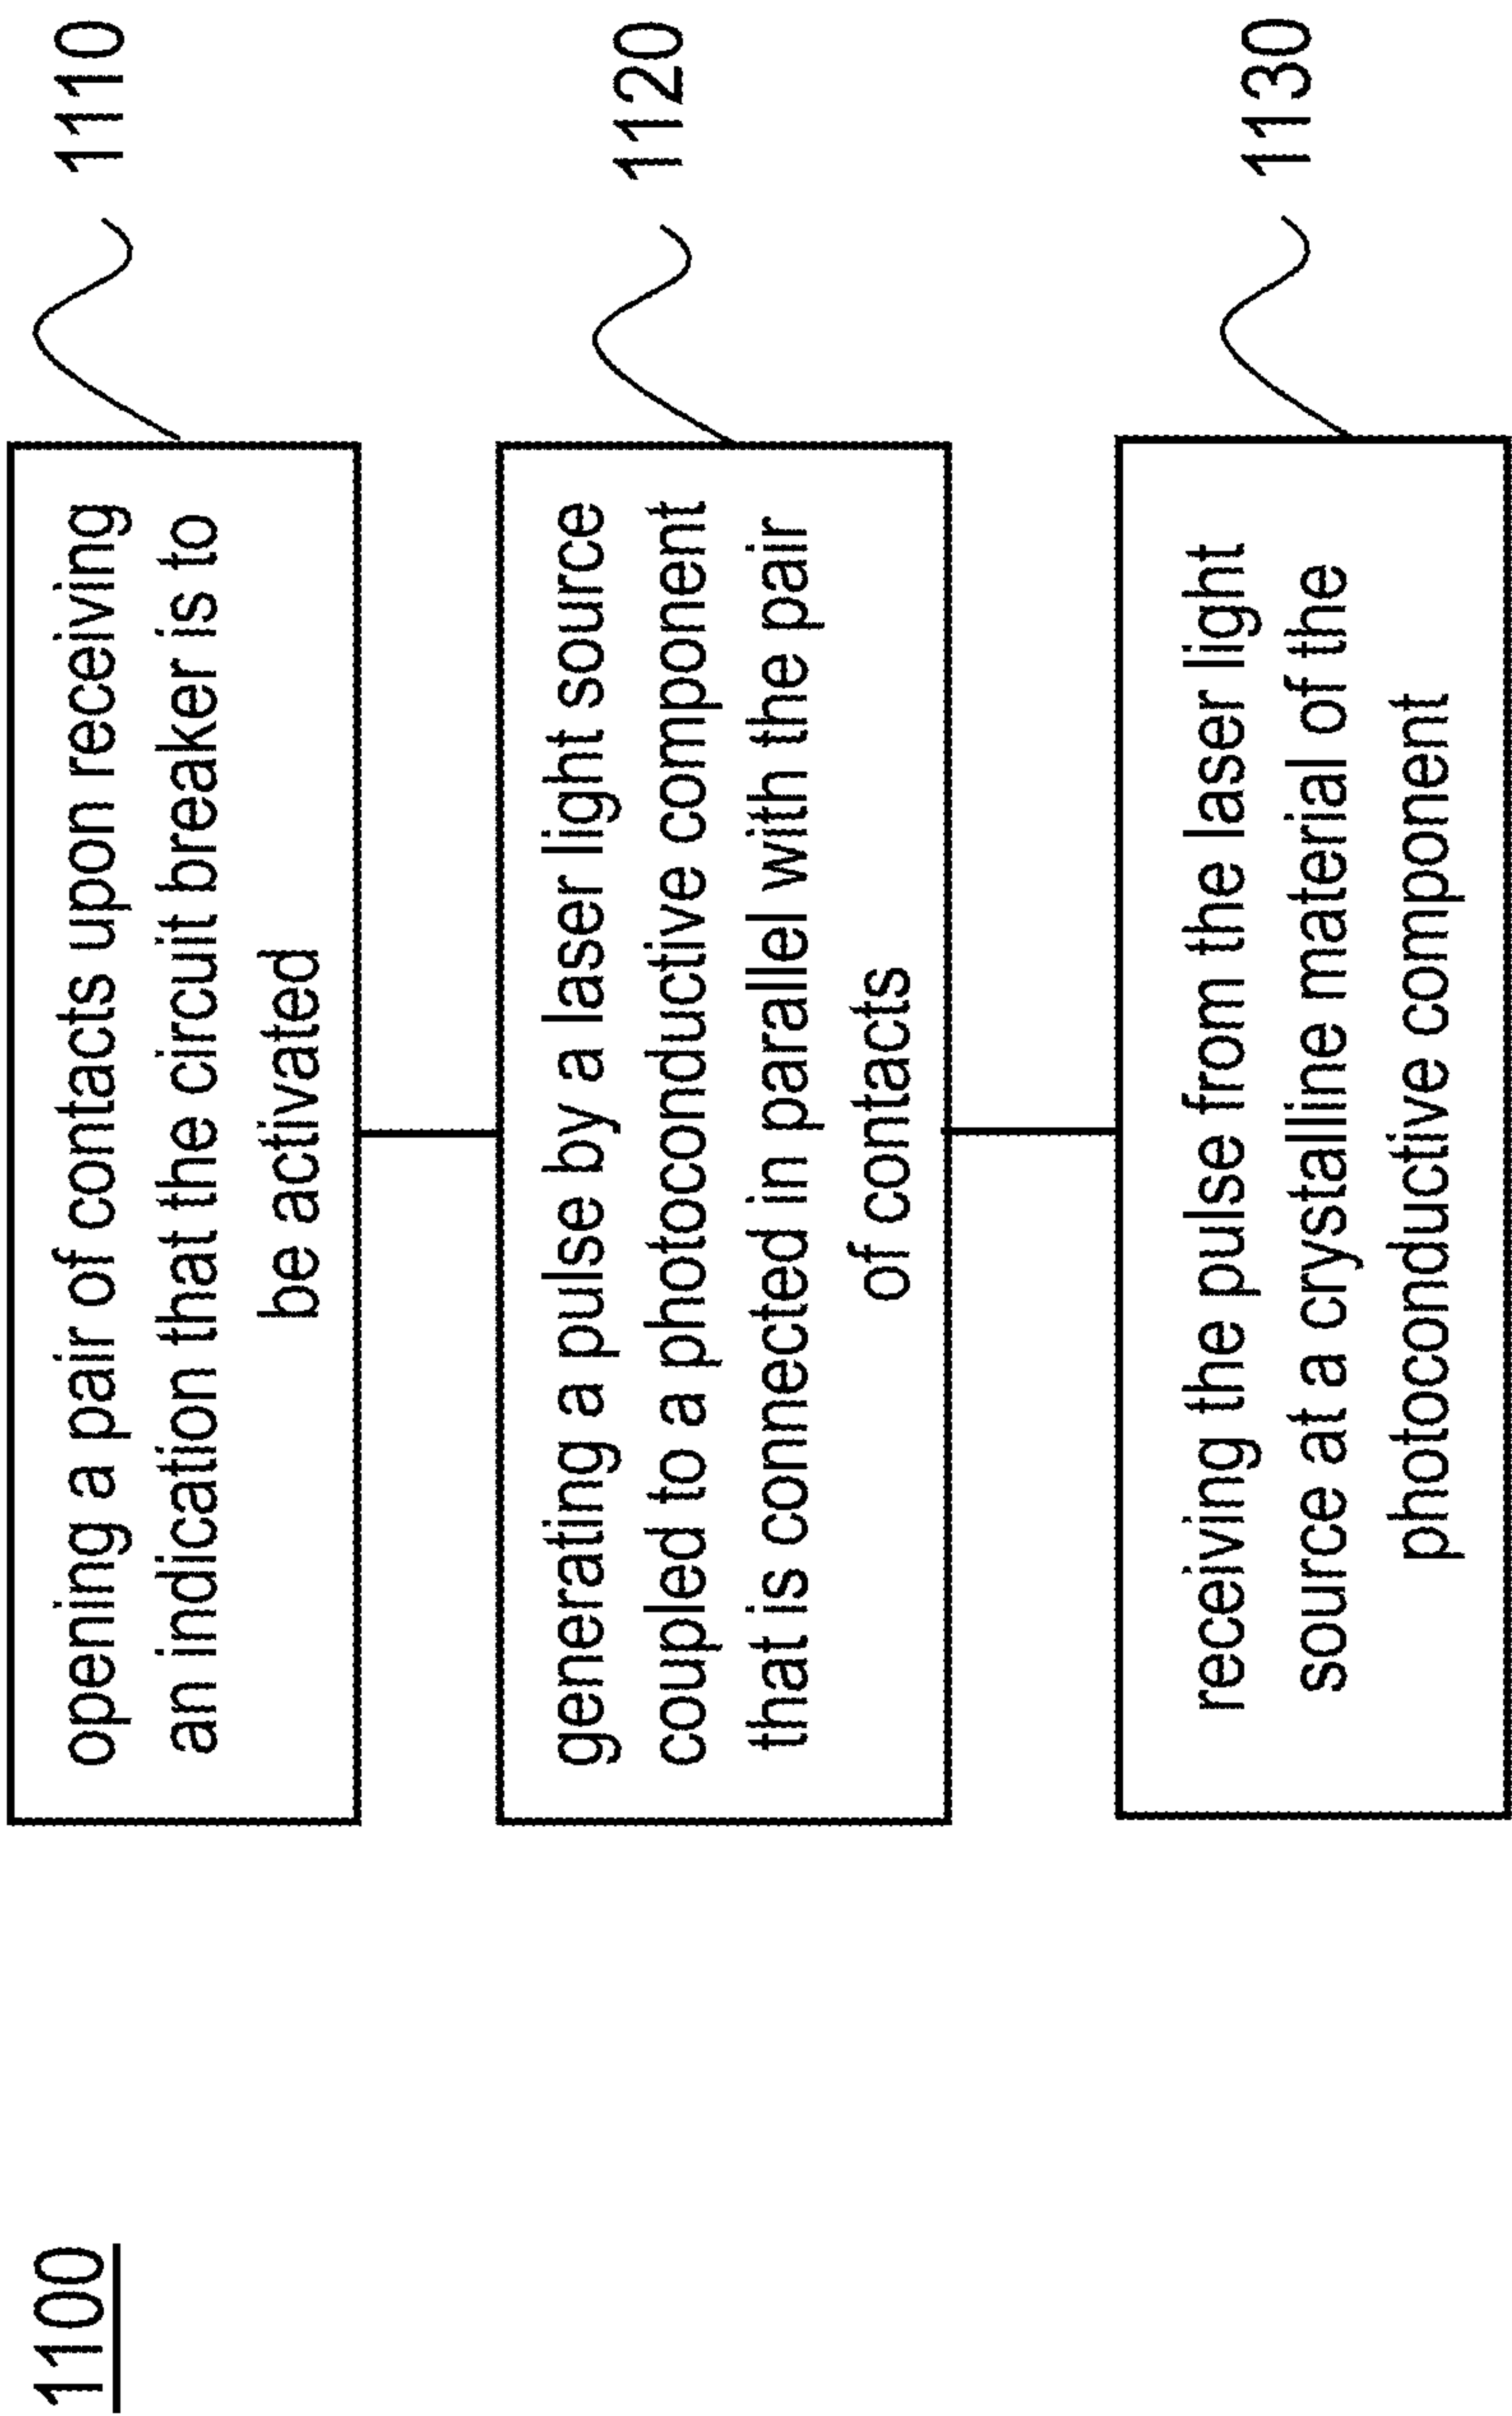 1100
opening a pair of contacts upon receiving
an indication that the circuit breaker is to
be activated
1110
generating a pulse by a laser light source
coupled to a photoconductive component
that is connected in parallel with the pair
of contacts
1120
receiving the pulse from the laser light
source at a crystalline material of the
photoconductive component
1130